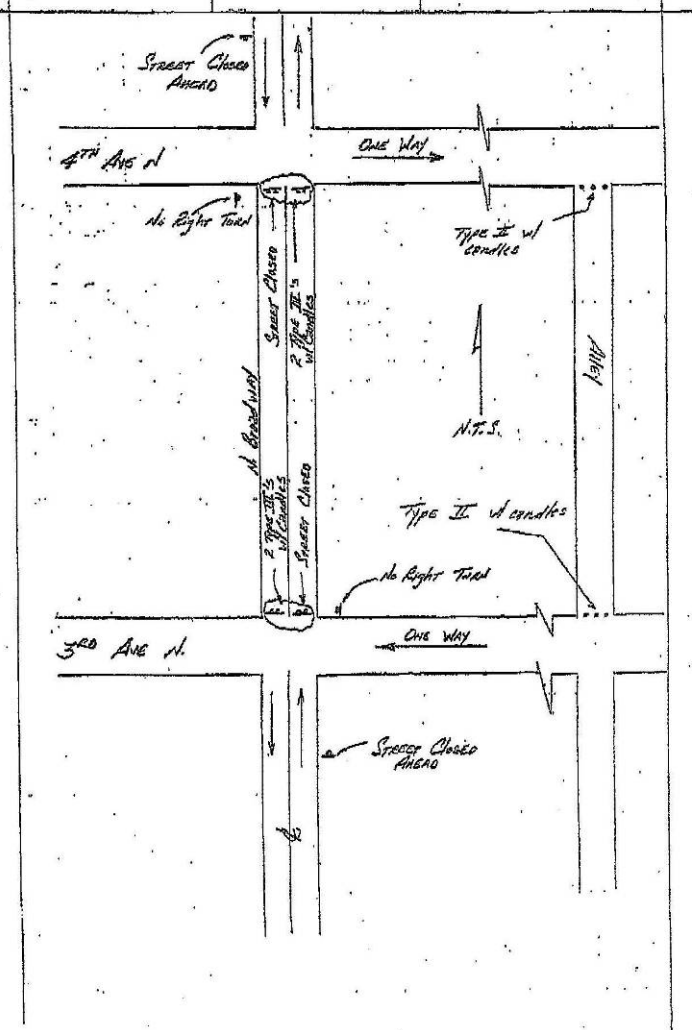 STREET CLOSED
AHEAD
4TH AVE N
ONE WAY
No Right TURN
Type II w/
candles
STREET CLOSED
2 Type III's
w/ Candles
N. BROADWAY
Alley
N.T.S.
2 Type III's
w/ Candles
STREET CLOSED
Type II w/ candles
No Right TURN
3RD AVE N.
ONE WAY
STREET CLOSED
AHEAD